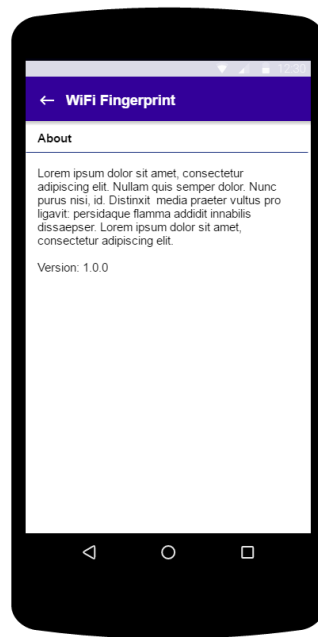 12:30
WiFi Fingerprint
About
Lorem ipsum dolor sit amet, consectetur
adipiscing elit. Nullam quis semper dolor. Nunc
purus nisi, id. Distinxit  media praeter vultus pro
ligavit: persidaque flamma addidit innabilis
dissaepser. Lorem ipsum dolor sit amet,
consectetur adipiscing elit.
Version: 1.0.0